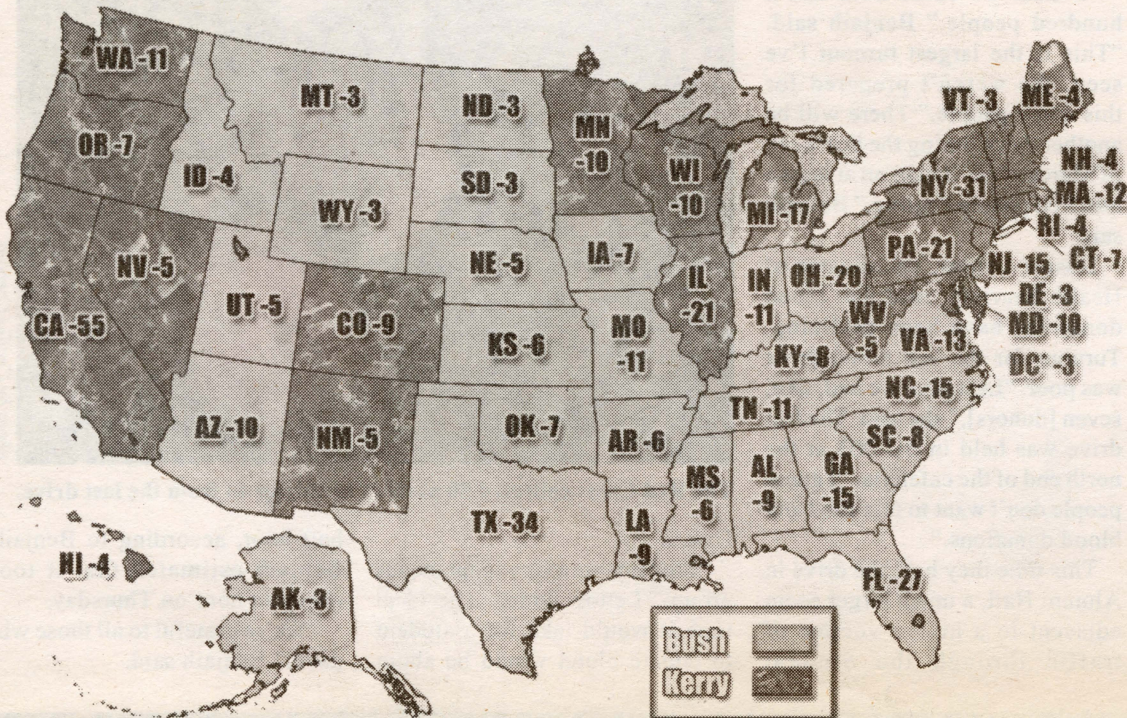 WA -11
MT -3
ND -3
MN
-10
VT -3
ME -4
OR -7
ID -4
SD -3
WI
-10
NY -31
NH -4
MA -12
WY -3
MI -17
RI -4
CT -7
NV -5
NE -5
IA -7
PA -21
NJ -15
UT -5
IL
-21
IN
-11
OH -20
DE -3
CA -55
CO -9
KS -6
MO
-11
WV
-5
VA -13
MD -10
KY -8
DC -3
AZ -10
NM -5
OK -7
AR -6
TN -11
NC -15
SC -8
MS
-6
AL
-9
GA
-15
TX -34
LA
-9
HI -4
AK -3
FL -27
Bush
Kerry